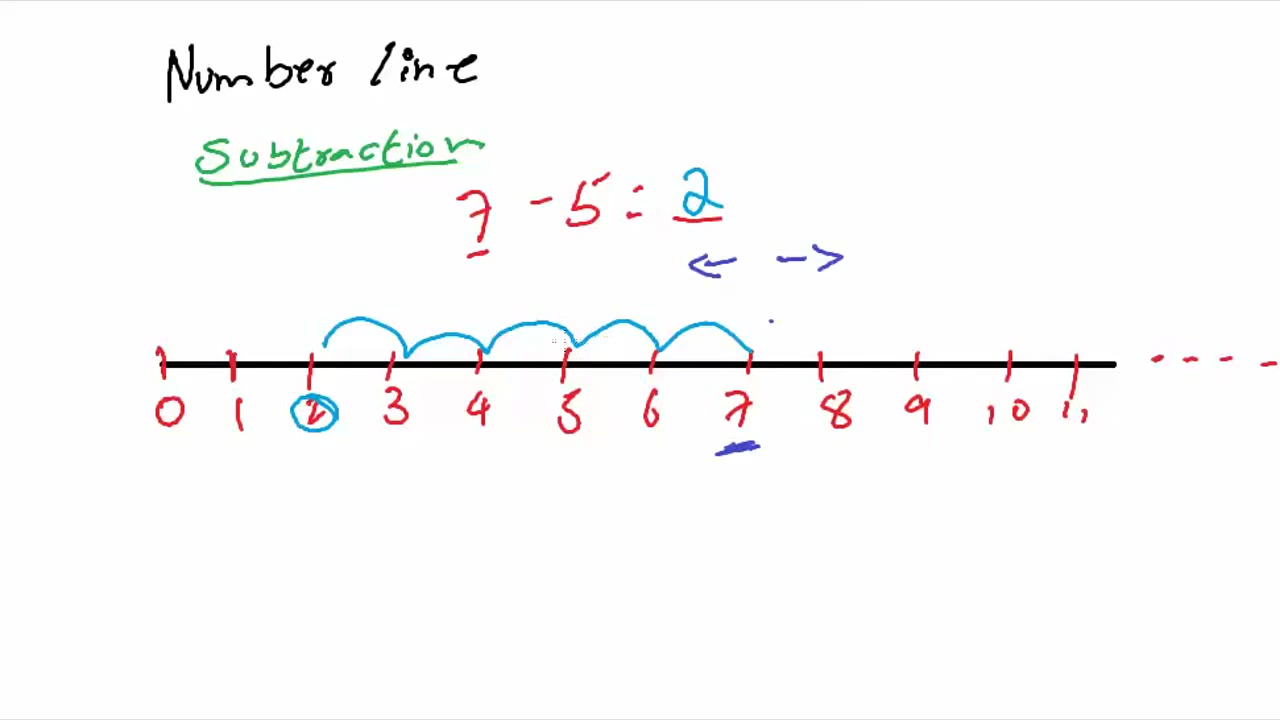 Number line
Subtraction
7 - 5 = 2
0 1 2 3 4 5 6 7 8 9 10 11